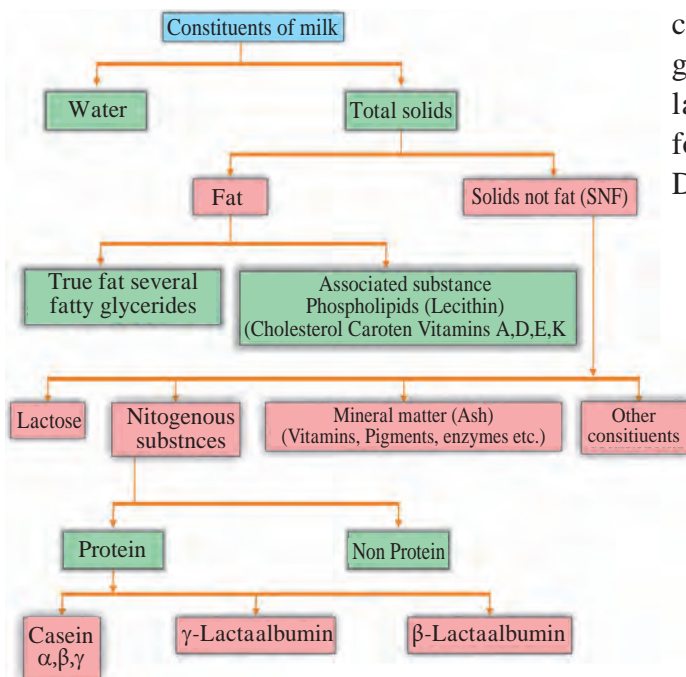 Constituents of milk
Water
Total solids
Fat
Solids not fat (SNF)
True fat several
fatty glycerides
Associated substance
Phospholipids (Lecithin)
(Cholesterol Caroten Vitamins A,D,E,K
Lactose
Nitogenous
substnces
Mineral matter (Ash)
(Vitamins, Pigments, enzymes etc.)
Other
consitiuents
Protein
Non Protein
Casein
α,β,γ
γ-Lactaalbumin
β-Lactaalbumin
c
g
la
D